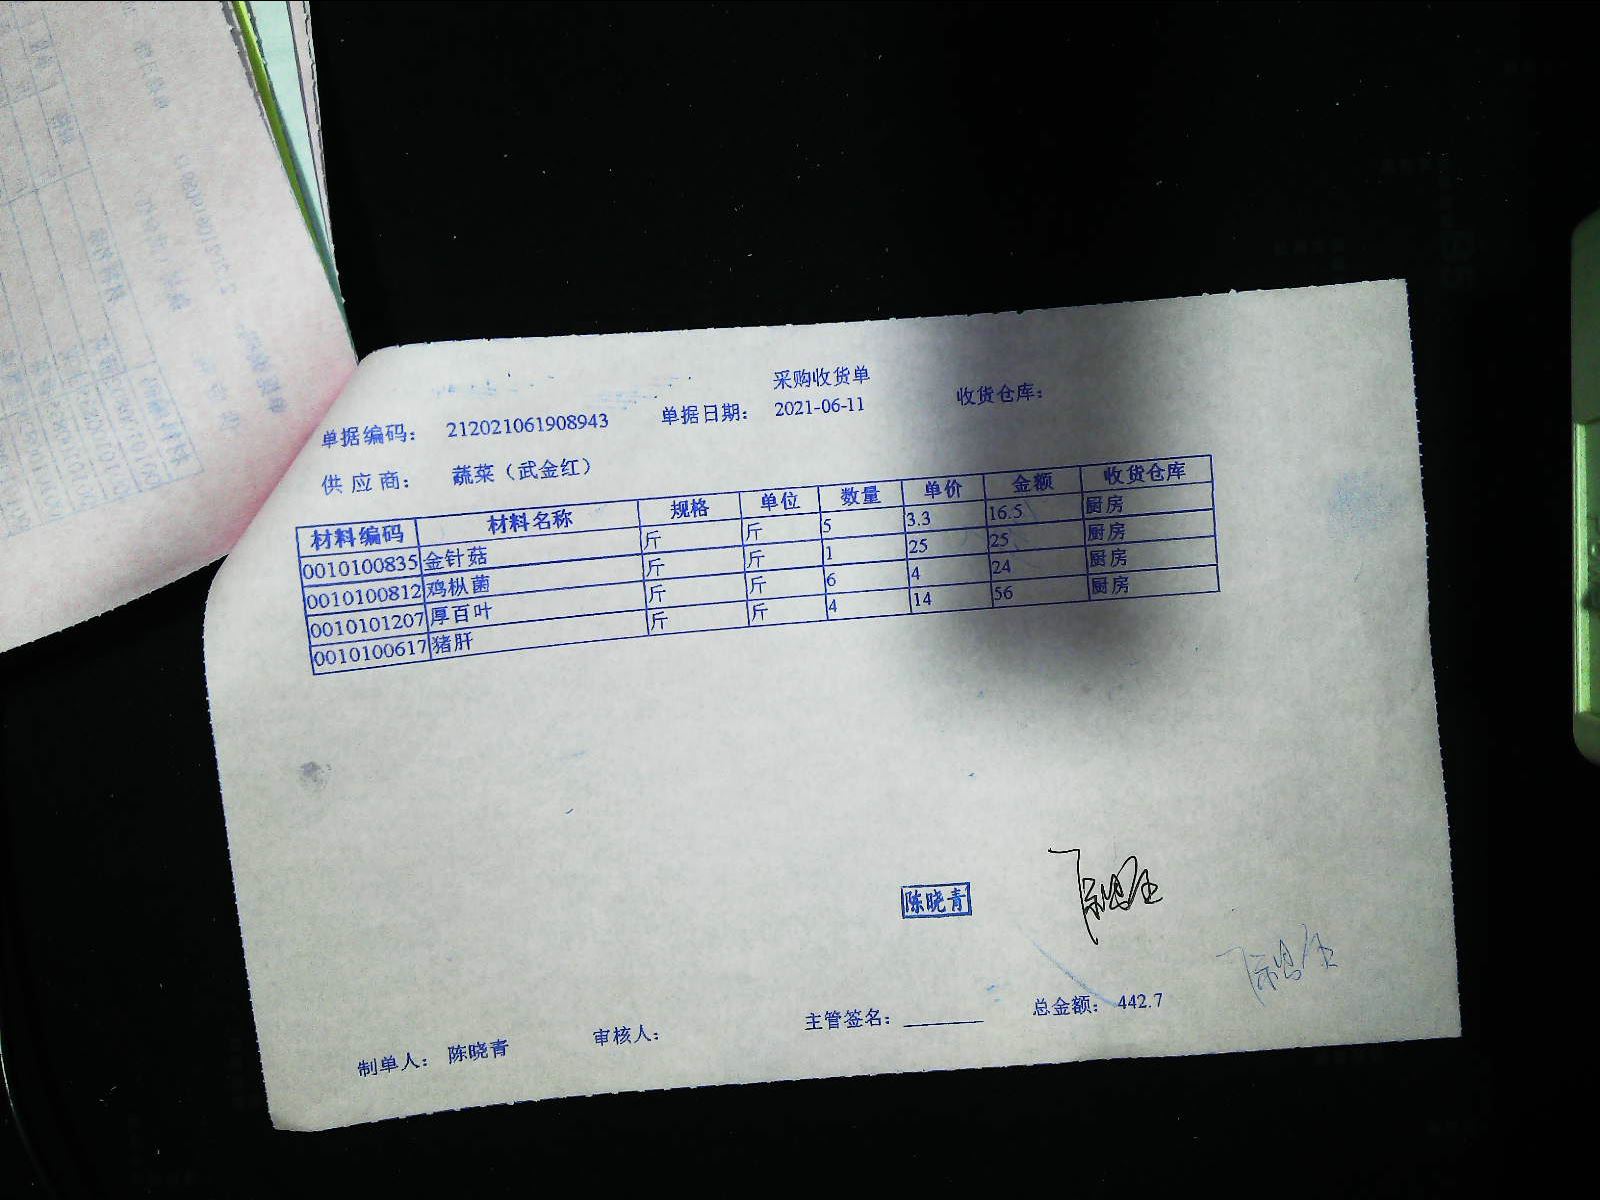 采购收货单
单据编码： 212021061908943 单据日期： 2021-06-11 收货仓库：
供应商： 蔬菜（武金红）
材料编码 材料名称 规格 单位 数量 单价 金额 收货仓库
0010100835 金针菇 斤 斤 5 3.3 16.5 厨房
0010100812 鸡枞菌 斤 斤 1 25 25 厨房
0010101207 厚百叶 斤 斤 6 4 24 厨房
0010100617 猪肝 斤 斤 4 14 56 厨房
陈晓青
制单人： 陈晓青 审核人： 主管签名： 总金额： 442.7